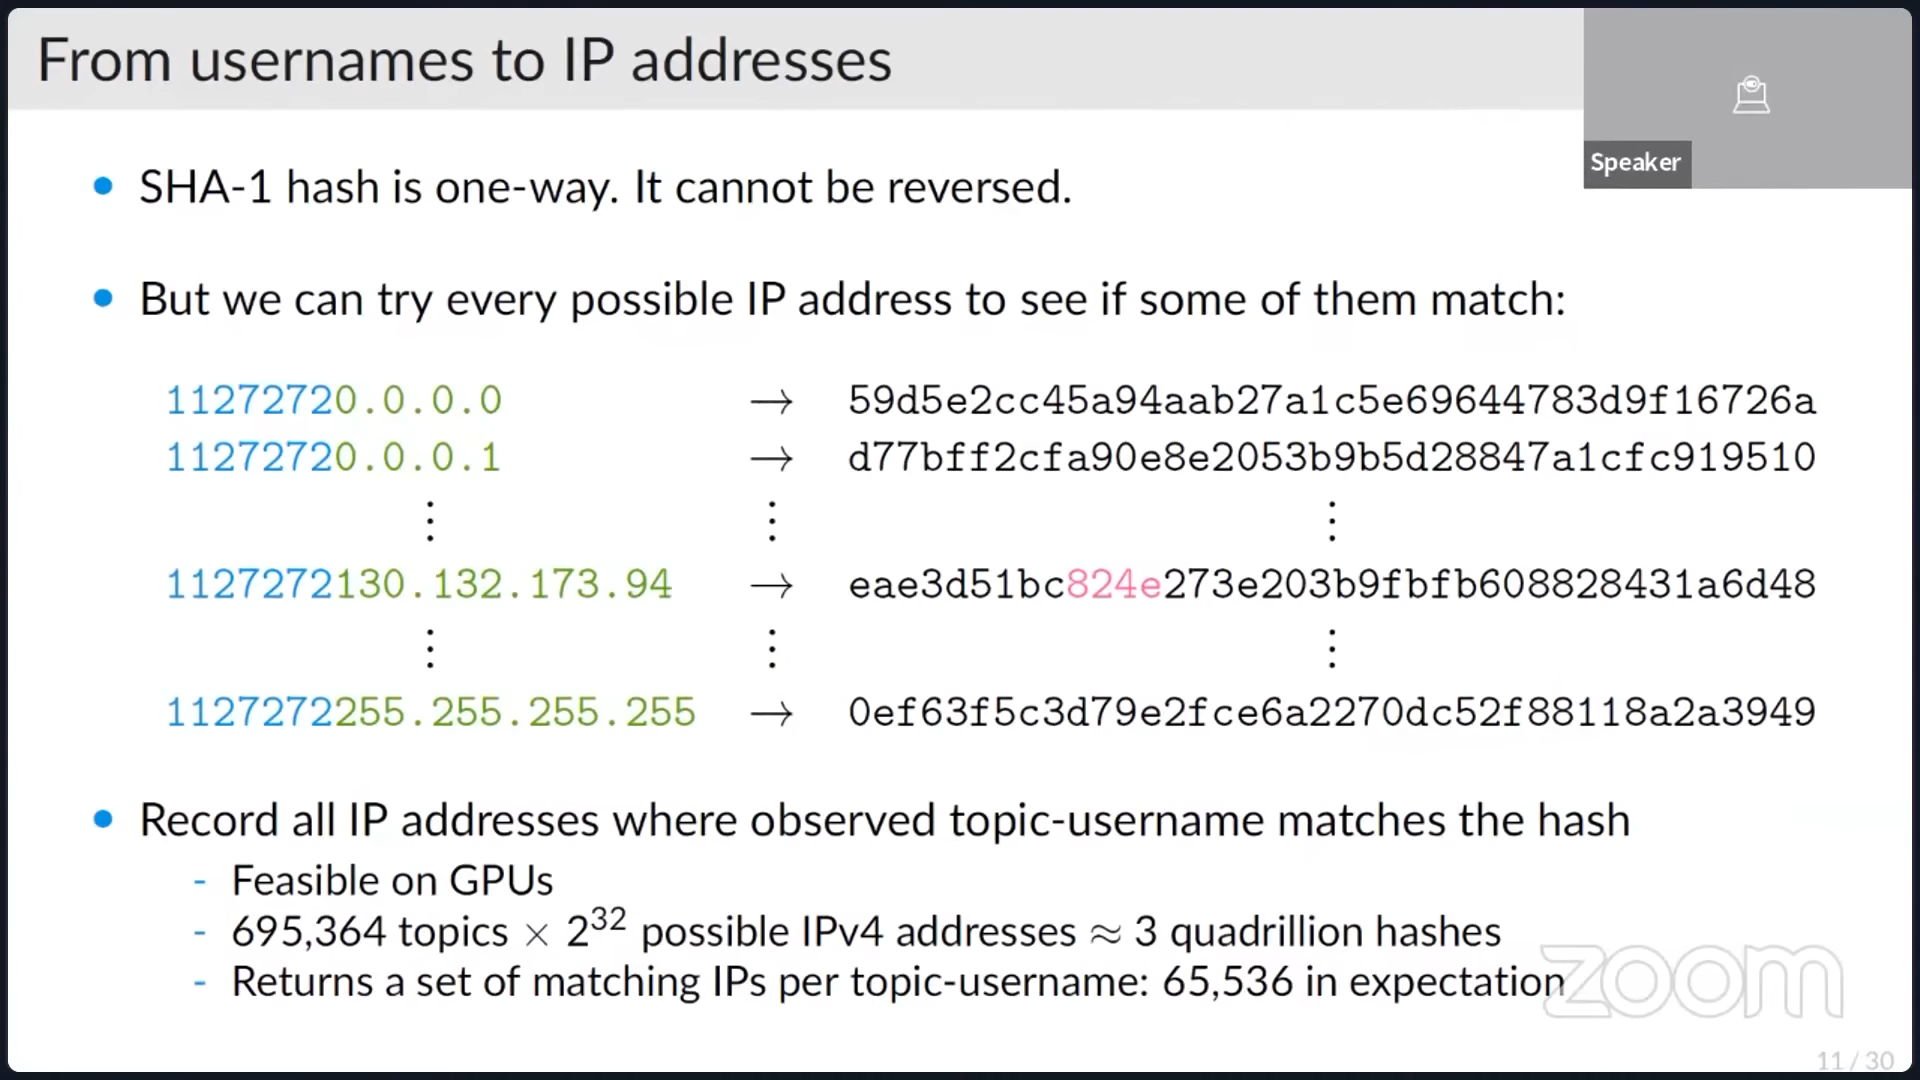 From usernames to IP addresses
Speaker
• SHA-1 hash is one-way. It cannot be reversed.
• But we can try every possible IP address to see if some of them match:
11272720.0.0.0 → 59d5e2cc45a94aab27a1c5e69644783d9f16726a
11272720.0.0.1 → d77bff2cfa90e8e2053b9b5d28847a1cfc919510
⋮ ⋮ ⋮
1127272130.132.173.94 → eae3d51bc824e273e203b9fbfb608828431a6d48
⋮ ⋮ ⋮
1127272255.255.255.255 → 0ef63f5c3d79e2fce6a2270dc52f88118a2a3949
• Record all IP addresses where observed topic-username matches the hash
- Feasible on GPUs
- 695,364 topics × 2³² possible IPv4 addresses ≈ 3 quadrillion hashes
- Returns a set of matching IPs per topic-username: 65,536 in expectation
zoom
11 / 30